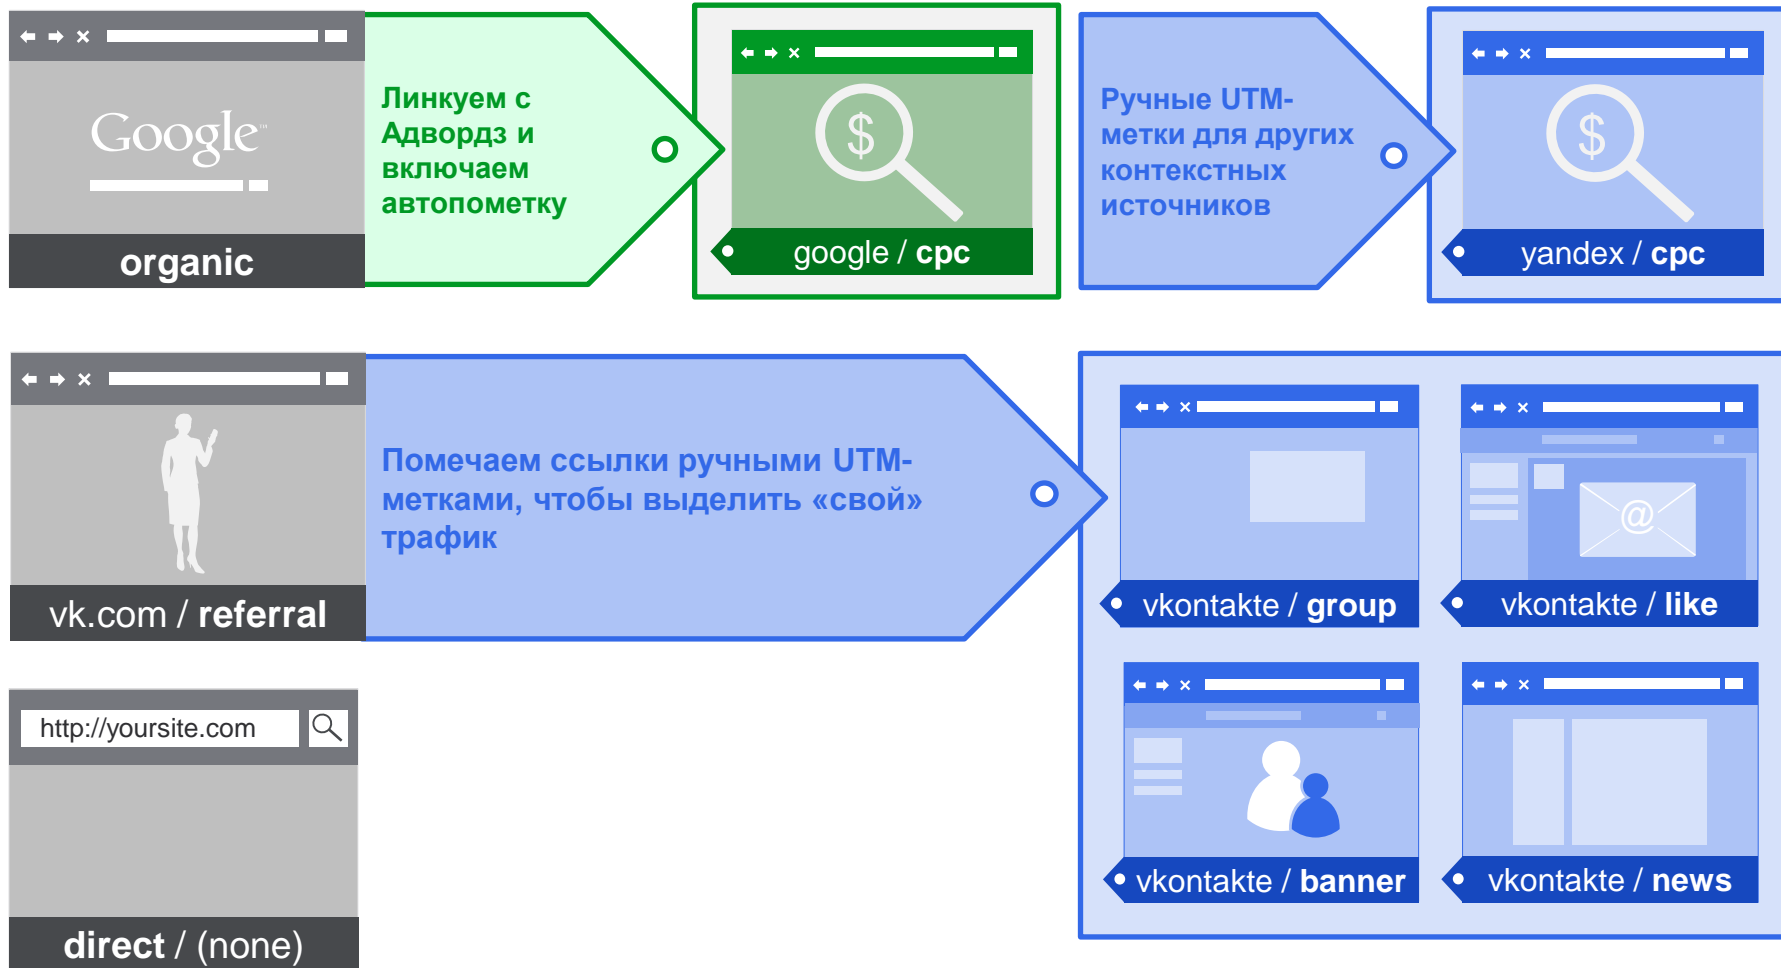 Google™
organic
Линкуем с
Адвордз и
включаем
автопометку
$
google / cpc
Ручные UTM-
метки для других
контекстных
источников
$
yandex / cpc
vk.com / referral
Помечаем ссылки ручными UTM-
метками, чтобы выделить «свой»
трафик
vkontakte / group
@
vkontakte / like
vkontakte / banner
vkontakte / news
http://yoursite.com
direct / (none)